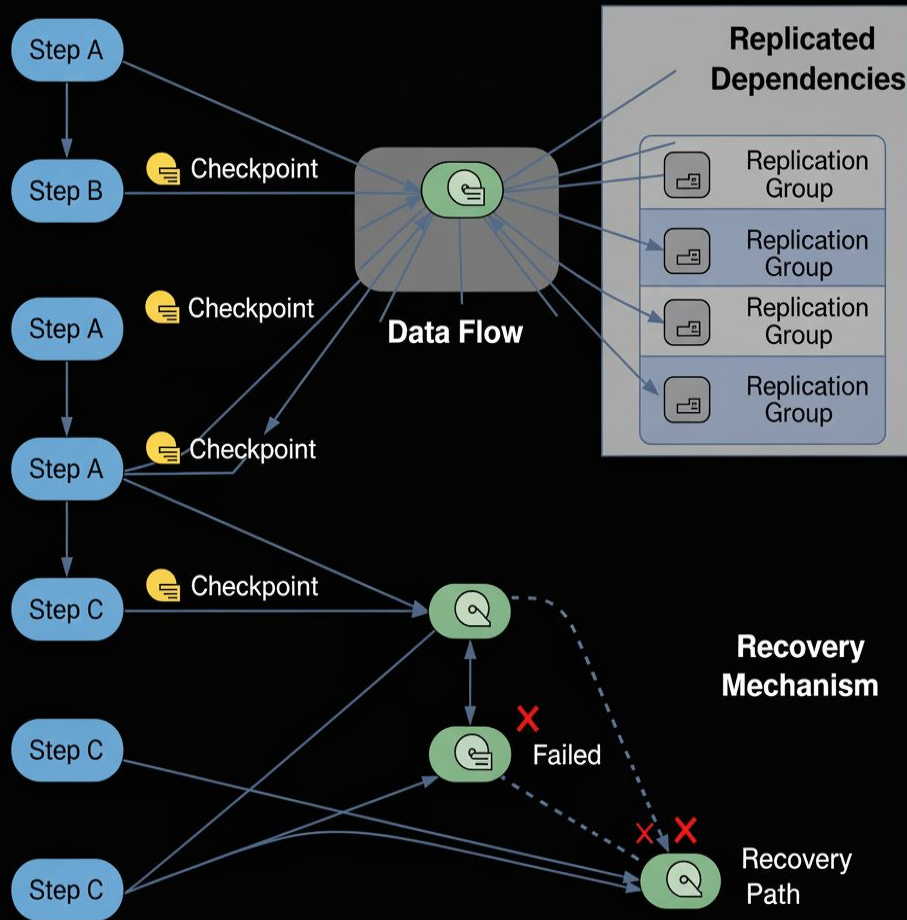 Step A
Replicated
Dependencies
Step B
Checkpoint
Replication
Group
Replication
Group
Step A
Checkpoint
Data Flow
Replication
Group
Replication
Group
Step A
Checkpoint
Step C
Checkpoint
Recovery
Mechanism
Step C
Failed
Step C
Recovery
Path